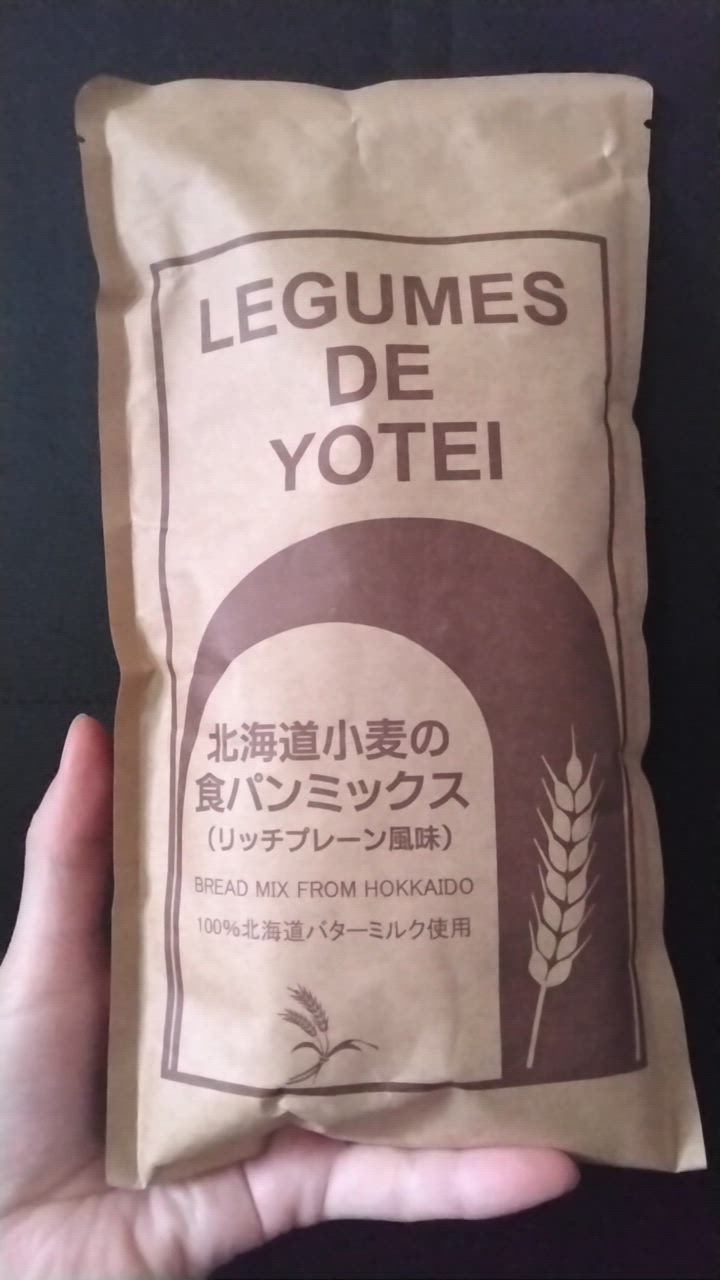 LEGUMES
DE
YOTEI
北海道小麦の
食パンミックス
（リッチプレーン風味）
BREAD MIX FROM HOKKAIDO
100%北海道バターミルク使用